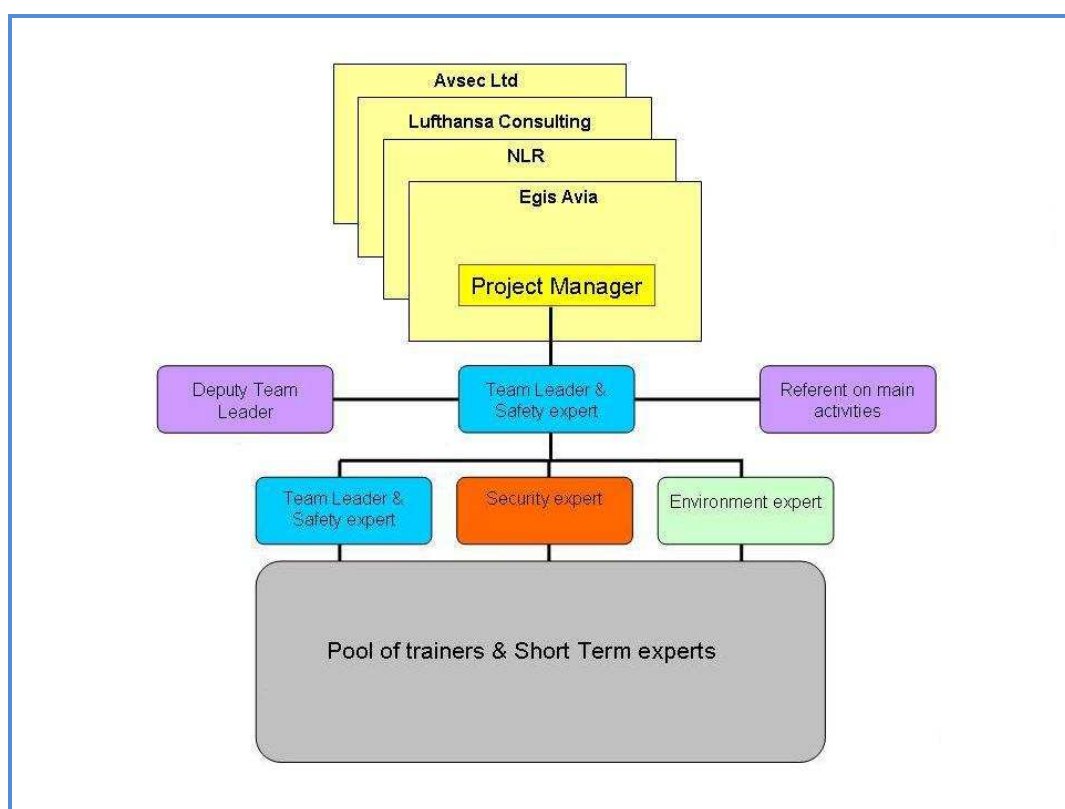 Avsec Ltd
Lufthansa Consulting
NLR
Egis Avia
Project Manager
Deputy Team
Leader
Team Leader &
Safety expert
Referent on main
activities
Team Leader &
Safety expert
Security expert
Environment expert
Pool of trainers & Short Term experts